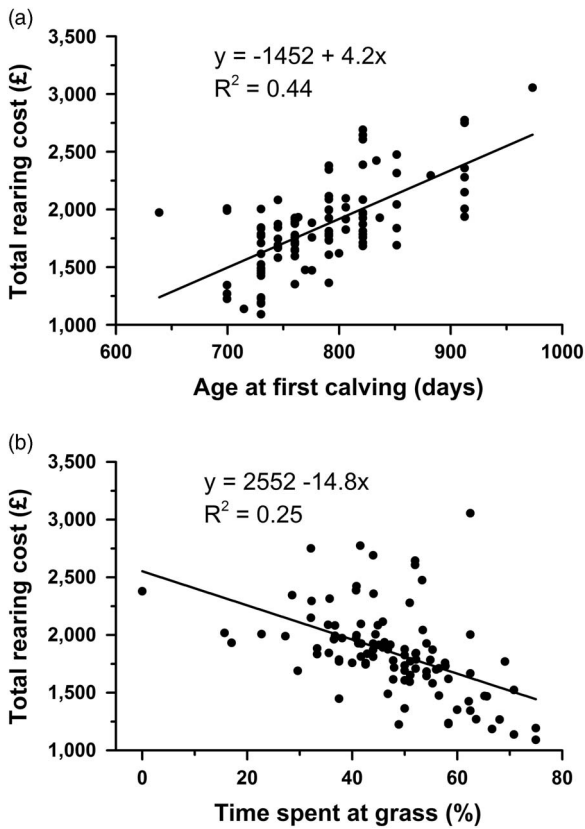 (a)
3,500
3,000
2,500
2,000
1,500
1,000
Total rearing cost (£)
y = -1452 + 4.2x
R² = 0.44
600 700 800 900 1000
Age at first calving (days)
(b)
3,500
3,000
2,500
2,000
1,500
1,000
Total rearing cost (£)
y = 2552 -14.8x
R² = 0.25
0 20 40 60 80
Time spent at grass (%)